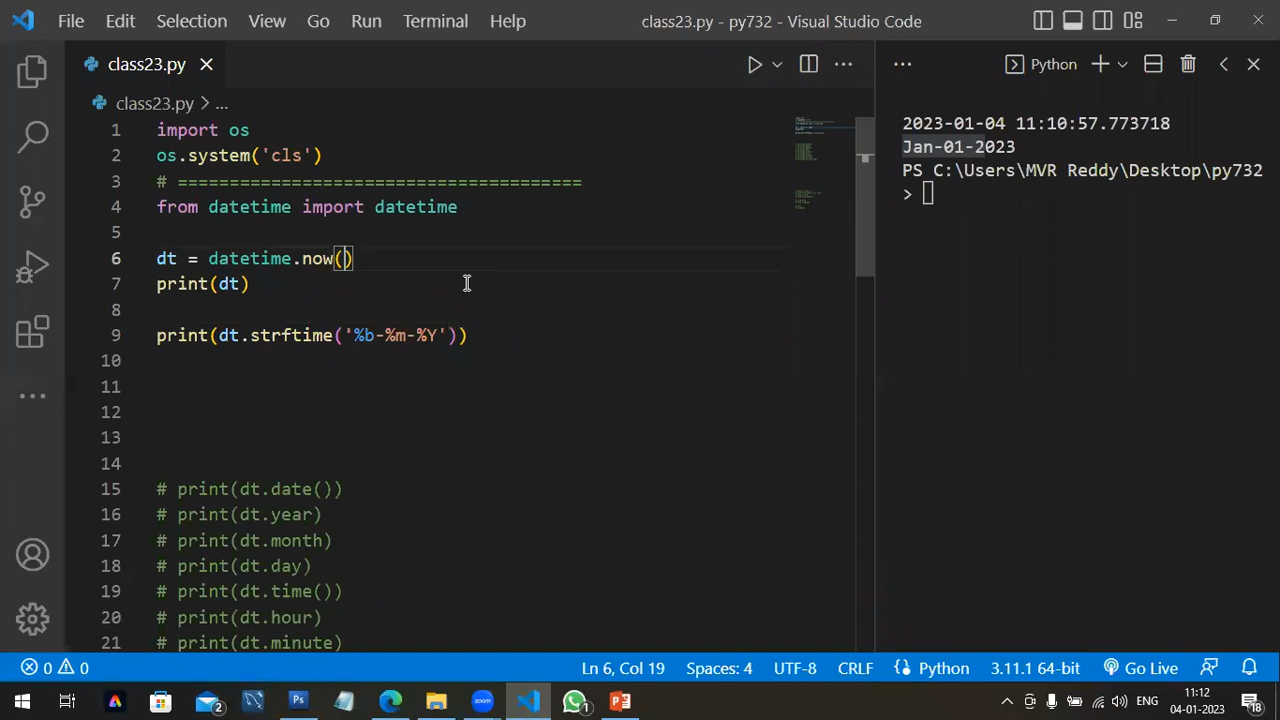 File Edit Selection View Go Run Terminal Help class23.py - py732 - Visual Studio Code
class23.py
Python
class23.py > ...
1 import os
2 os.system('cls')
3 # =======================================
4 from datetime import datetime
5
6 dt = datetime.now()
7 print(dt)
8
9 print(dt.strftime('%b-%m-%Y'))
10
11
12
13
14
15 # print(dt.date())
16 # print(dt.year)
17 # print(dt.month)
18 # print(dt.day)
19 # print(dt.time())
20 # print(dt.hour)
21 # print(dt.minute)
2023-01-04 11:10:57.773718
Jan-01-2023
PS C:\Users\MVR Reddy\Desktop\py732
>
0 0 Ln 6, Col 19 Spaces: 4 UTF-8 CRLF Python 3.11.1 64-bit Go Live
2 Ps zoom 1 ENG 11:12
04-01-2023 18